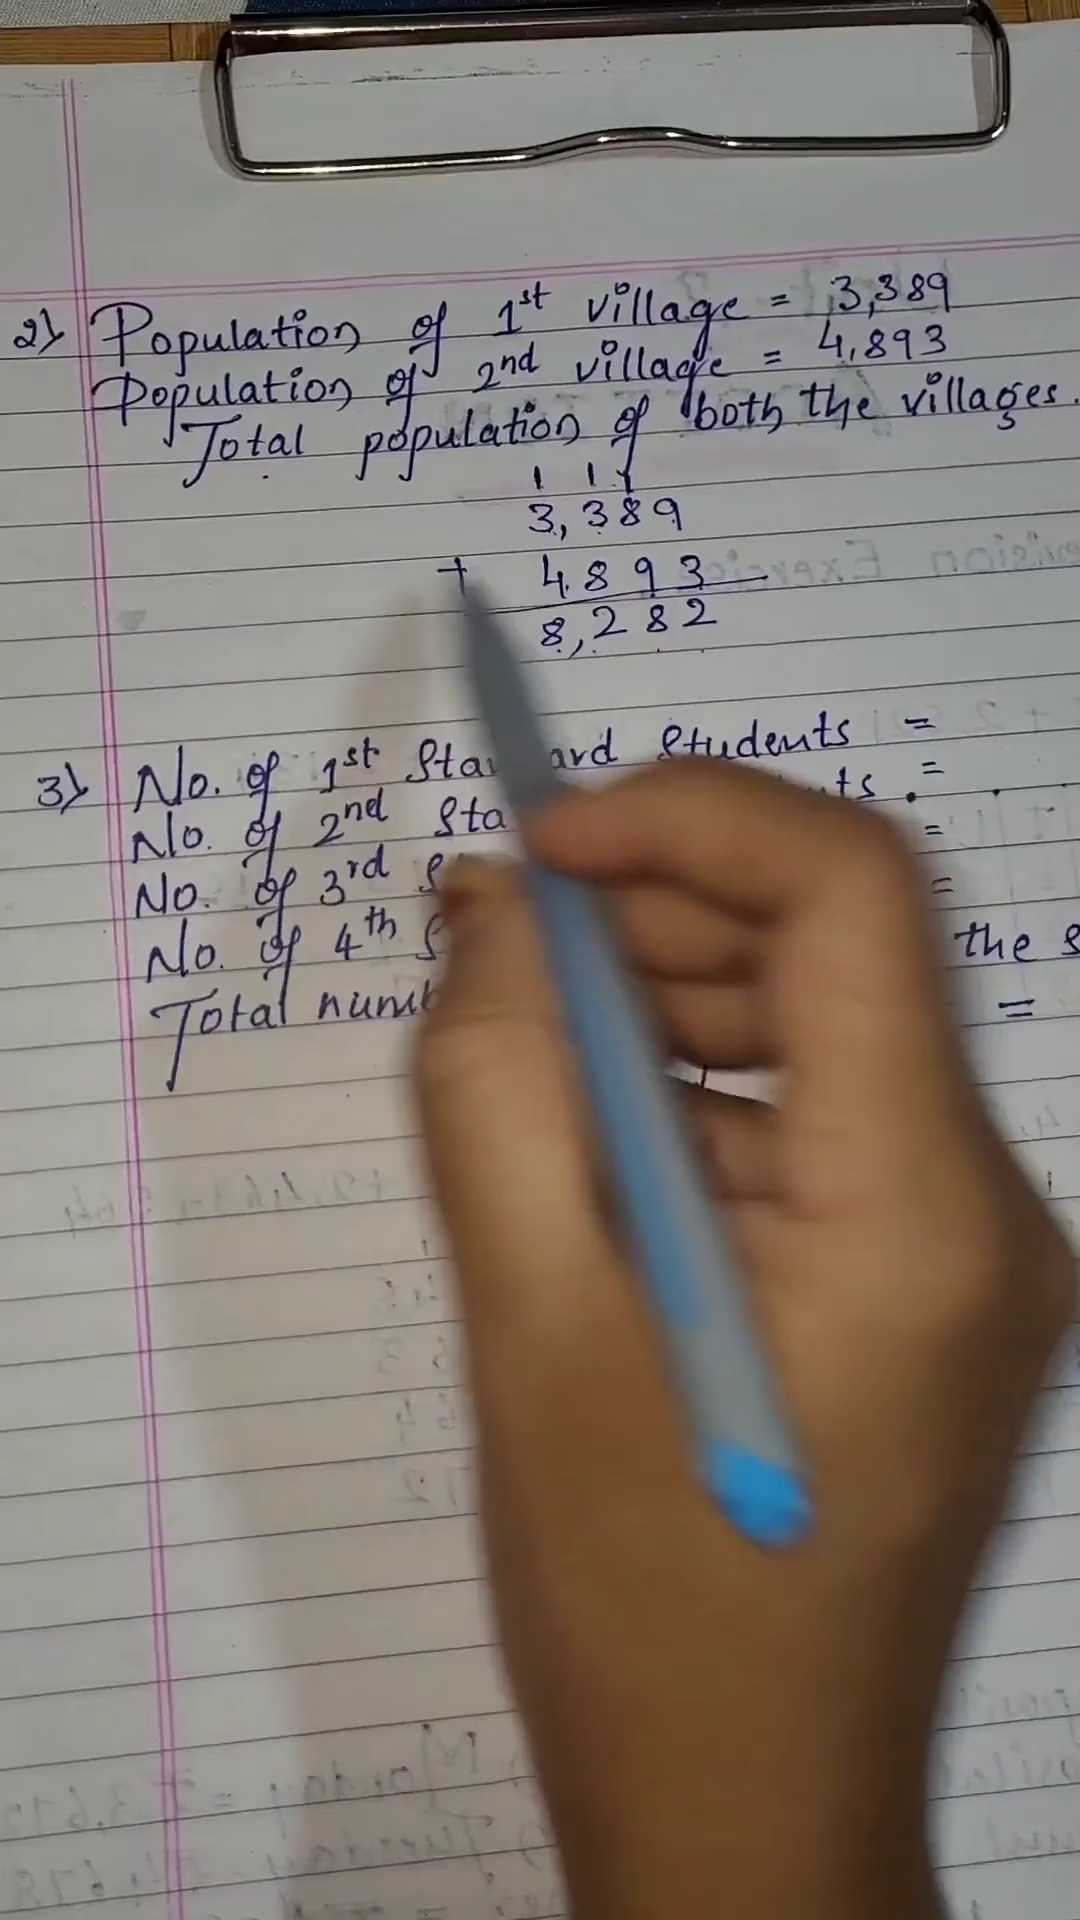 2) Population of 1st village = 3,389
Population of 2nd village = 4,893
Total population of both the villages.
1 1 1
3,389
+ 4893
8,282
3) No. of 1st Standard Students =
No. of 2nd =
No. of 3rd =
No. of 4th the
Total =